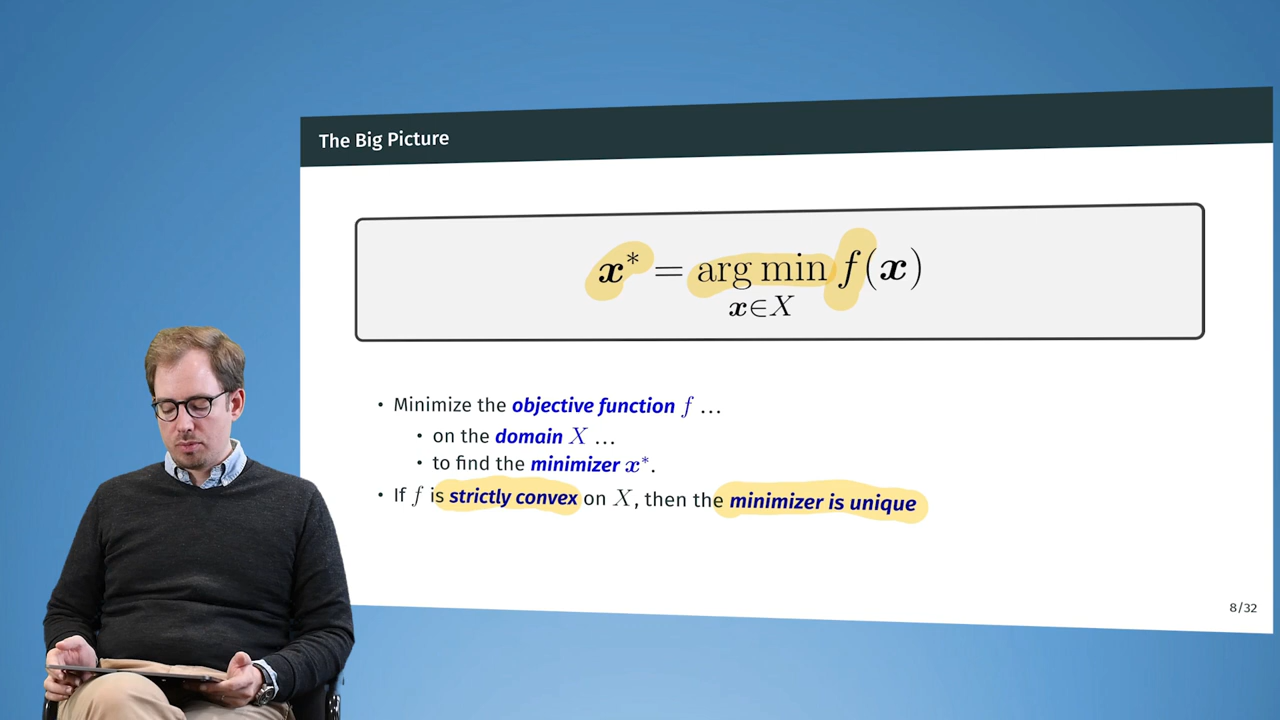 The Big Picture
x* = arg min f(x)
x∈X
• Minimize the objective function f ...
• on the domain X ...
• to find the minimizer x*.
• If f is strictly convex on X, then the minimizer is unique
8/32